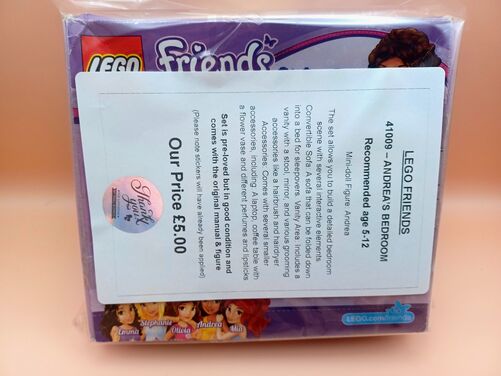 LEGO
Friends
LEGO FRIENDS
41009 – ANDREA'S BEDROOM
Recommended age 5-12
Mini-doll Figure: Andrea
The set allows you to build a detailed bedroom
scene with several interactive elements
Convertible Sofa: A sofa that can be folded down
into a bed for sleepovers. Vanity Area: Includes a
vanity with a stool, mirror, and various grooming
accessories like a hairbrush and hairdryer
Accessories: Comes with several smaller
accessories, including: A laptop, coffee table with
a flower vase and different perfumes and lipsticks
Set is pre-loved but in good condition and
comes with the original manual & figure
(Please note stickers will have already been applied)
Our Price £5.00
Thank
you
Emma
Stephanie
Olivia
Andrea
Mia
LEGO.com/friends